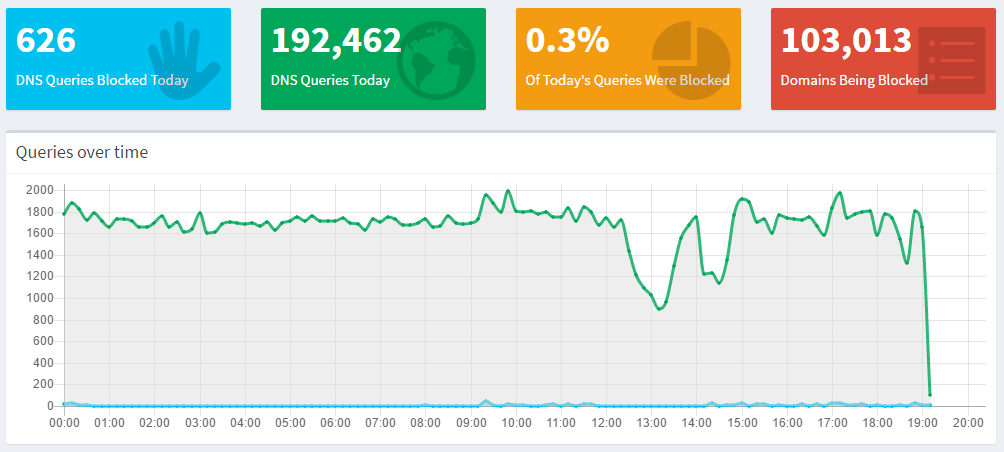 626
DNS Queries Blocked Today
192,462
DNS Queries Today
0.3%
Of Today's Queries Were Blocked
103,013
Domains Being Blocked
Queries over time
2000
1800
1600
1400
1200
1000
800
600
400
200
0
00:00 01:00 02:00 03:00 04:00 05:00 06:00 07:00 08:00 09:00 10:00 11:00 12:00 13:00 14:00 15:00 16:00 17:00 18:00 19:00 20:00